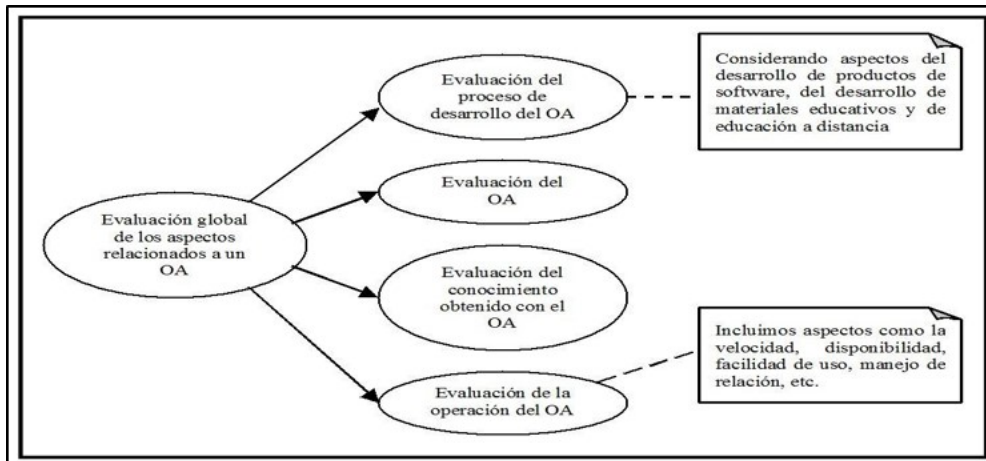 Evaluación global
de los aspectos
relacionados a un
OA
Evaluación del
proceso de
desarrollo del OA
Considerando aspectos del
desarrollo de productos de
software, del desarrollo de
materiales educativos y de
educación a distancia
Evaluación del
OA
Evaluación del
conocimiento
obtenido con el
OA
Evaluación de la
operación del OA
Incluimos aspectos como la
velocidad, disponibilidad,
facilidad de uso, manejo de
relación, etc.